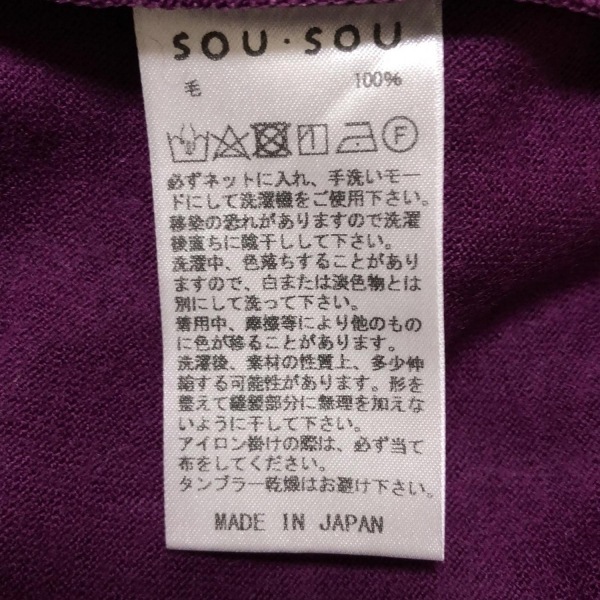 SOU・SOU
毛 100%
F
必ずネットに入れ、手洗いモー
ドにして洗濯機をご使用下さい。
移染の恐れがありますので洗濯
後直ちに陰干しして下さい。
洗濯中、色落ちすることがあり
ますので、白または淡色物とは
別にして洗って下さい。
着用中、摩擦等により他のもの
に色が移ることがあります。
洗濯後、素材の性質上、多少伸
縮する可能性があります。形を
整えて縫製部分に無理を加えな
いように干して下さい。
アイロン掛けの際は、必ず当て
布をしてください。
タンブラー乾燥はお避け下さい。
MADE IN JAPAN